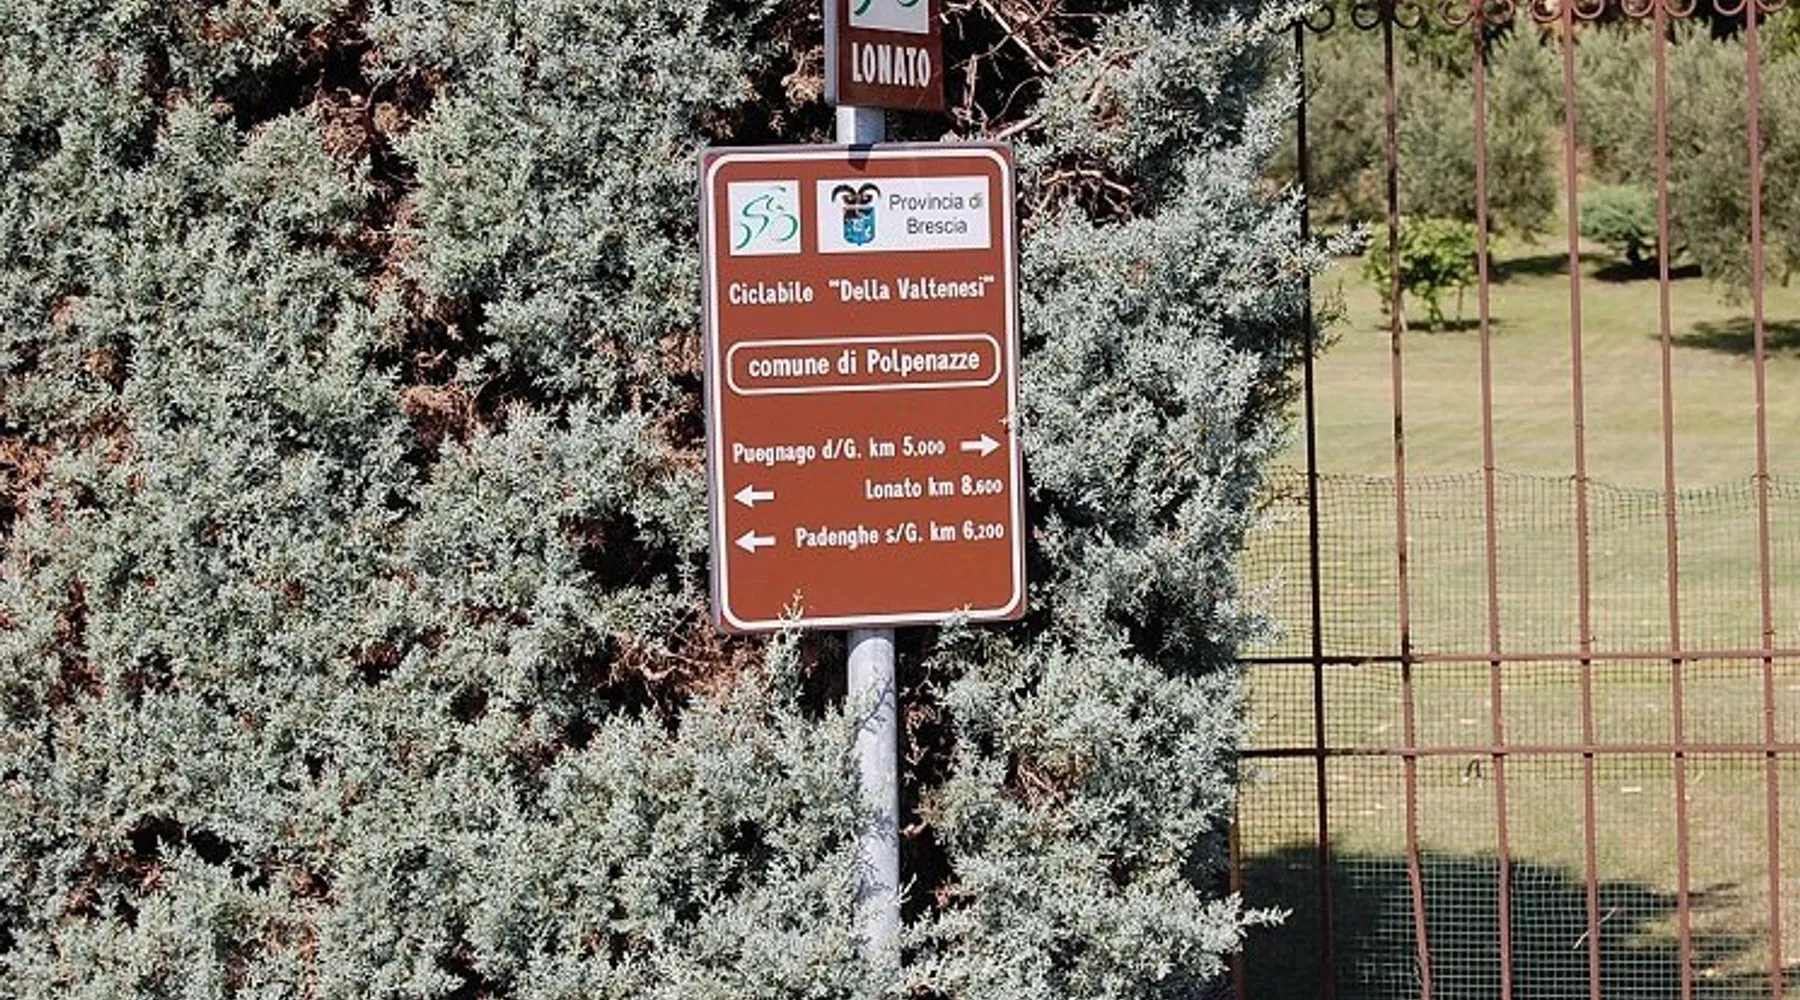 LONATO
Provincia di
Brescia
Ciclabile "Della Valtenesi"
comune di Polpenazze
Puegnago d/G. km 5.000
Lonato km 8.600
Padenghe s/G. km 6,200